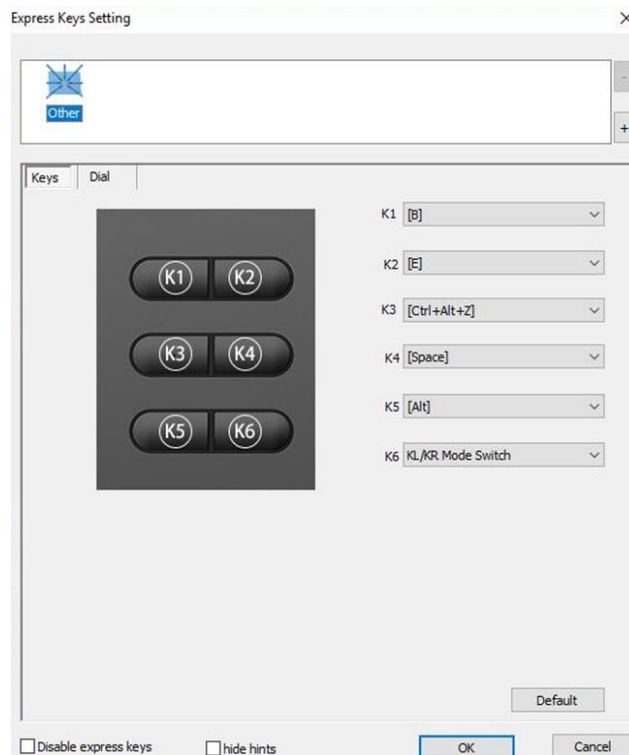 Express Keys Setting
Other
-
+
Keys Dial
K1 [B]
K1 K2
K2 [E]
K3 [Ctrl+Alt+Z]
K3 K4
K4 [Space]
K5 [Alt]
K5 K6
K6 KL/KR Mode Switch
Default
Disable express keys hide hints OK Cancel